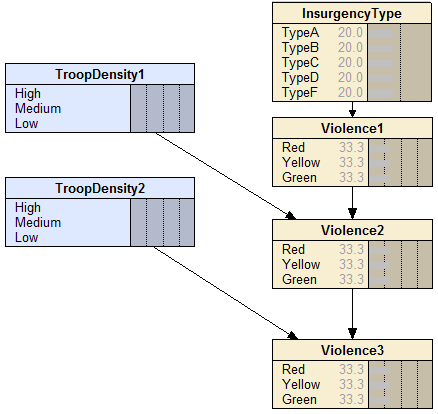 InsurgencyType
TypeA 20.0
TypeB 20.0
TypeC 20.0
TypeD 20.0
TypeF 20.0
TroopDensity1
High
Medium
Low
Violence1
Red 33.3
Yellow 33.3
Green 33.3
TroopDensity2
High
Medium
Low
Violence2
Red 33.3
Yellow 33.3
Green 33.3
Violence3
Red 33.3
Yellow 33.3
Green 33.3